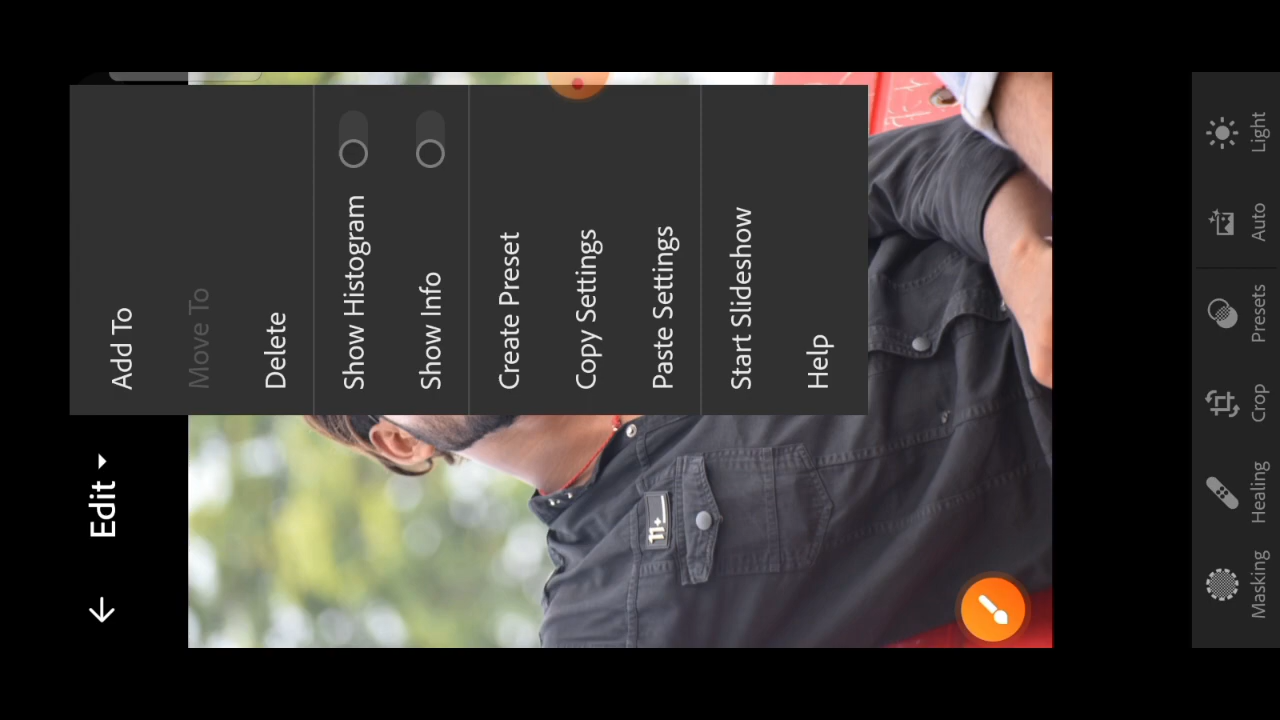 Edit
Add To
Move To
Delete
Show Histogram
Show Info
Create Preset
Copy Settings
Paste Settings
Start Slideshow
Help
Masking
Healing
Crop
Presets
Auto
Light